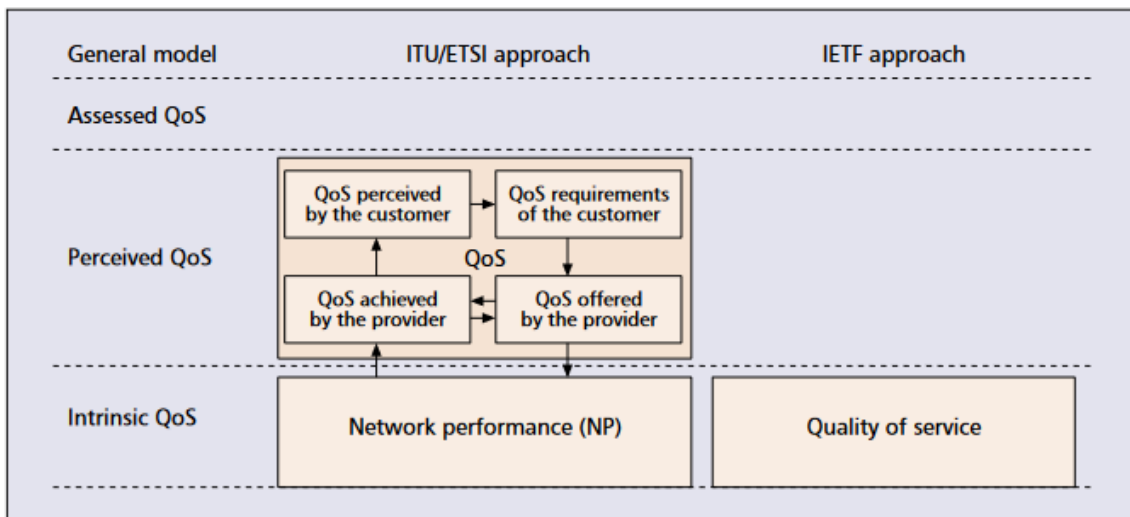 General model
ITU/ETSI approach
IETF approach
Assessed QoS
Perceived QoS
QoS perceived
by the customer
QoS requirements
of the customer
QoS
QoS achieved
by the provider
QoS offered
by the provider
Intrinsic QoS
Network performance (NP)
Quality of service